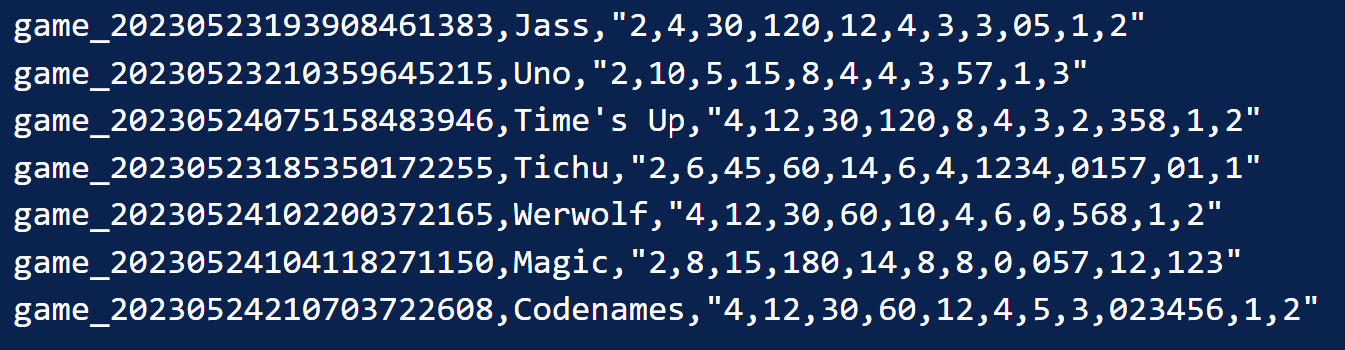 game_20230523193908461383,Jass,"2,4,30,120,12,4,3,3,05,1,2"
game_20230523210359645215,Uno,"2,10,5,15,8,4,4,3,57,1,3"
game_20230524075158483946,Time's Up,"4,12,30,120,8,4,3,2,358,1,2"
game_20230523185350172255,Tichu,"2,6,45,60,14,6,4,1234,0157,01,1"
game_20230524102200372165,Werwolf,"4,12,30,60,10,4,6,0,568,1,2"
game_20230524104118271150,Magic,"2,8,15,180,14,8,8,0,057,12,123"
game_20230524210703722608,Codenames,"4,12,30,60,12,4,5,3,023456,1,2"